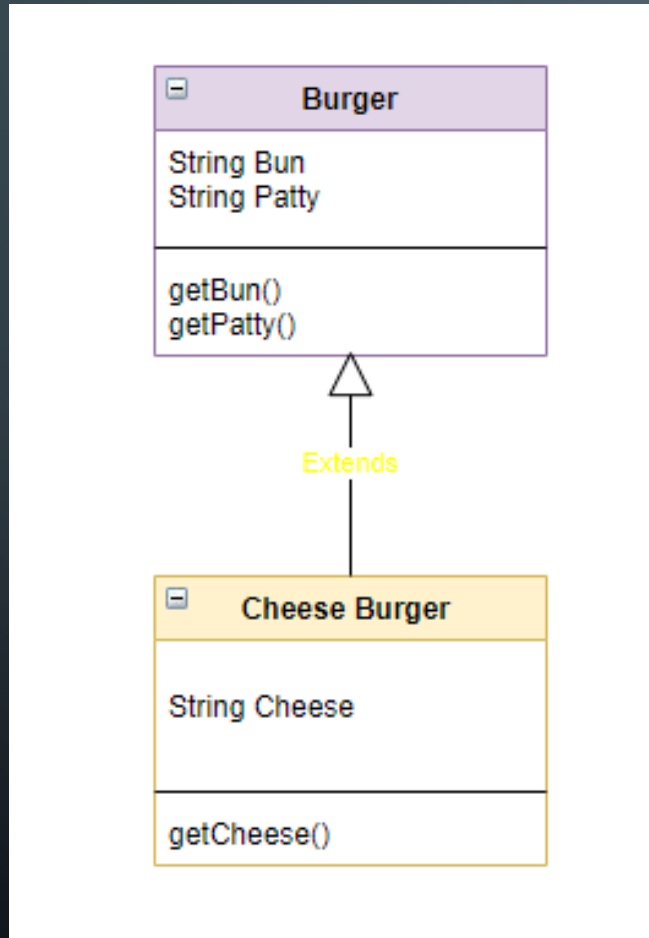 Burger
String Bun
String Patty
getBun()
getPatty()
Extends
Cheese Burger
String Cheese
getCheese()